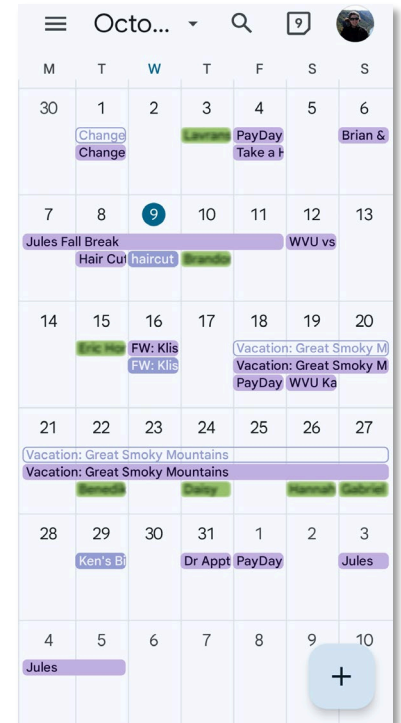 Octo...
9
M T W T F S S
30 1 2 3 4 5 6
Change PayDay Brian &
Change Take a H
7 8 9 10 11 12 13
Jules Fall Break WVU vs
Hair Cut haircut
14 15 16 17 18 19 20
FW: Klis Vacation: Great Smoky M
FW: Klis Vacation: Great Smoky M
PayDay WVU Ka
21 22 23 24 25 26 27
Vacation: Great Smoky Mountains
Vacation: Great Smoky Mountains
28 29 30 31 1 2 3
Ken's Bi Dr Appt PayDay Jules
4 5 6 7 8 9 10
Jules
+